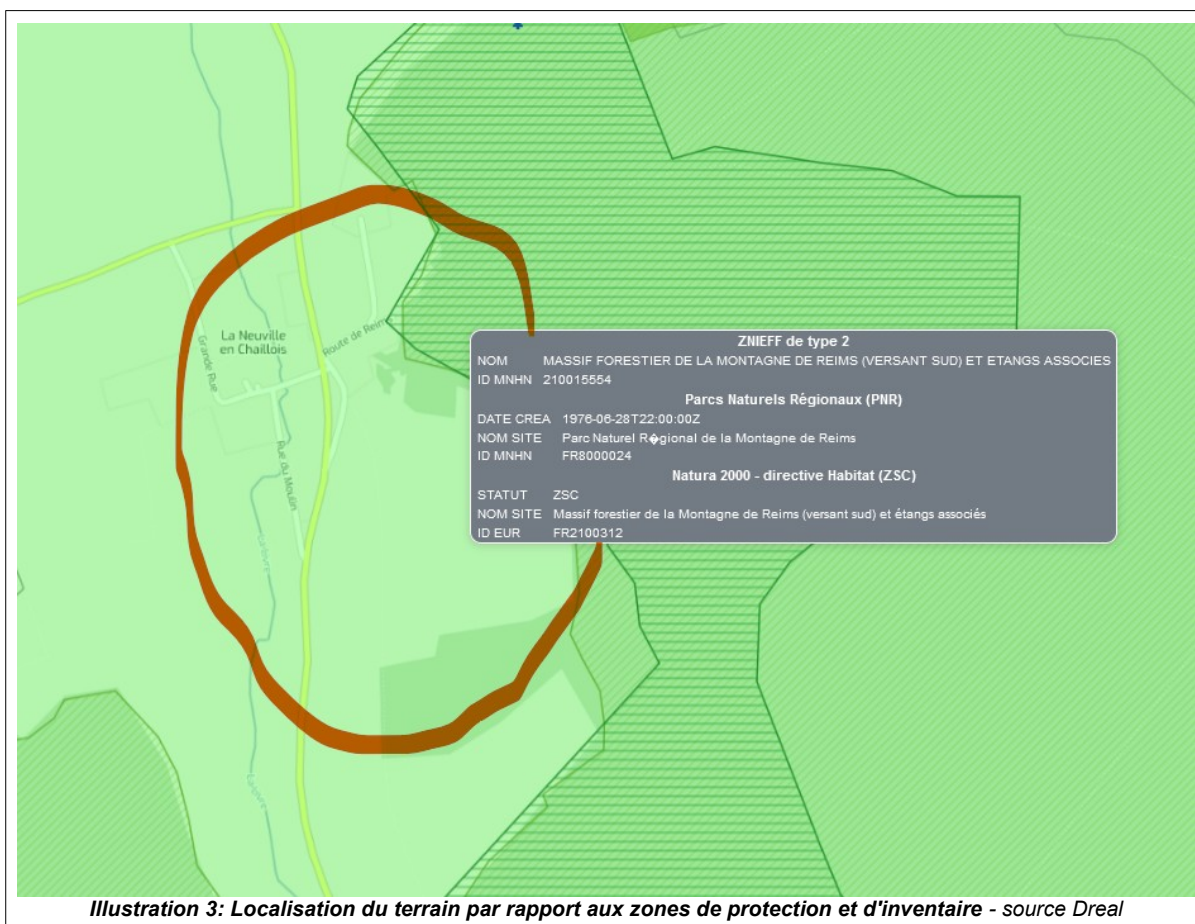 La Neuville
en Chaillois
Grande Rue
Route de Reims
Rue du Moulin
ZNIEFF de type 2
NOM MASSIF FORESTIER DE LA MONTAGNE DE REIMS (VERSANT SUD) ET ETANGS ASSOCIES
ID MNHN 210015554
Parcs Naturels Régionaux (PNR)
DATE CREA 1976-06-28T22:00:00Z
NOM SITE Parc Naturel R�gional de la Montagne de Reims
ID MNHN FR8000024
Natura 2000 - directive Habitat (ZSC)
STATUT ZSC
NOM SITE Massif forestier de la Montagne de Reims (versant sud) et étangs associés
ID EUR FR2100312
Illustration 3: Localisation du terrain par rapport aux zones de protection et d'inventaire - source Dreal